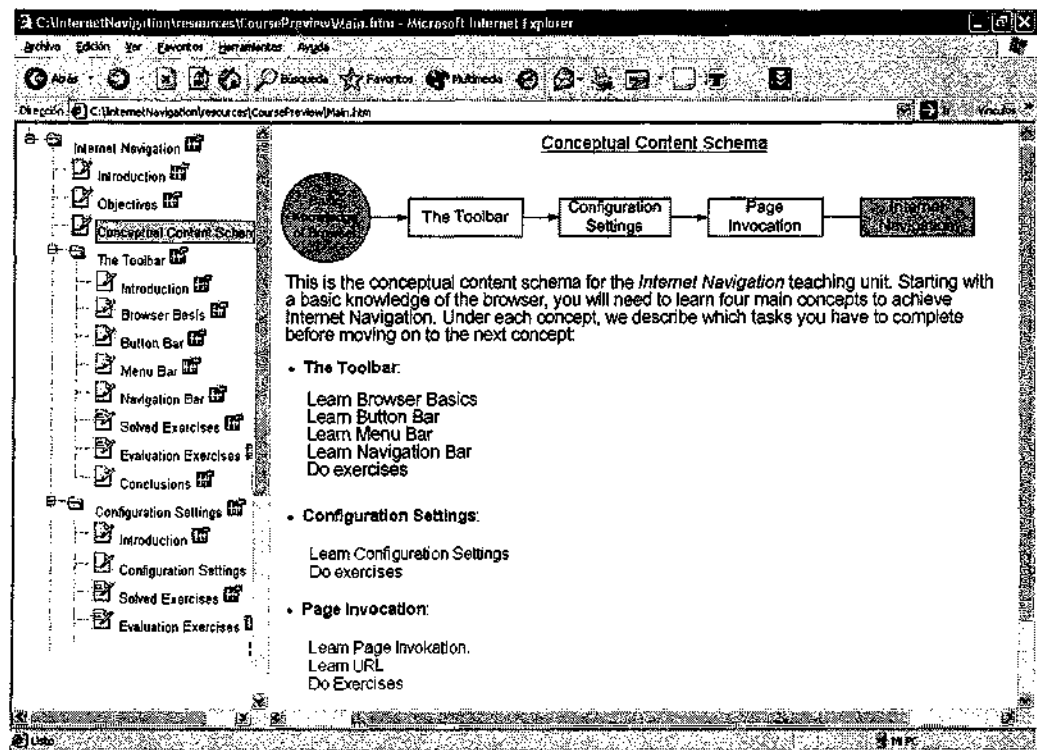 C:\InternetNavigation\resources\CoursePreview\Main.htm - Microsoft Internet Explorer
Archivo Edición Ver Favoritos Herramientas Ayuda
Atrás Búsqueda Favoritos Multimedia
Dirección C:\InternetNavigation\resources\CoursePreview\Main.htm Ir Vínculos
Internet Navigation
Introduction
Objectives
Conceptual Content Schem
The Toolbar
Introduction
Browser Basis
Button Bar
Menu Bar
Navigation Bar
Solved Exercises
Evaluation Exercises
Conclusions
Configuration Settings
Introduction
Configuration Settings
Solved Exercises
Evaluation Exercises
Conceptual Content Schema
Basic
Knowledge
of Browser
The Toolbar
Configuration
Settings
Page
Invocation
Internet
Navigation
This is the conceptual content schema for the Internet Navigation teaching unit. Starting with
a basic knowledge of the browser, you will need to learn four main concepts to achieve
Internet Navigation. Under each concept, we describe which tasks you have to complete
before moving on to the next concept:
• The Toolbar:
Learn Browser Basics
Learn Button Bar
Learn Menu Bar
Learn Navigation Bar
Do exercises
• Configuration Settings:
Learn Configuration Settings
Do exercises
• Page Invocation:
Learn Page Invokation.
Learn URL
Do Exercises
Listo
Mi PC